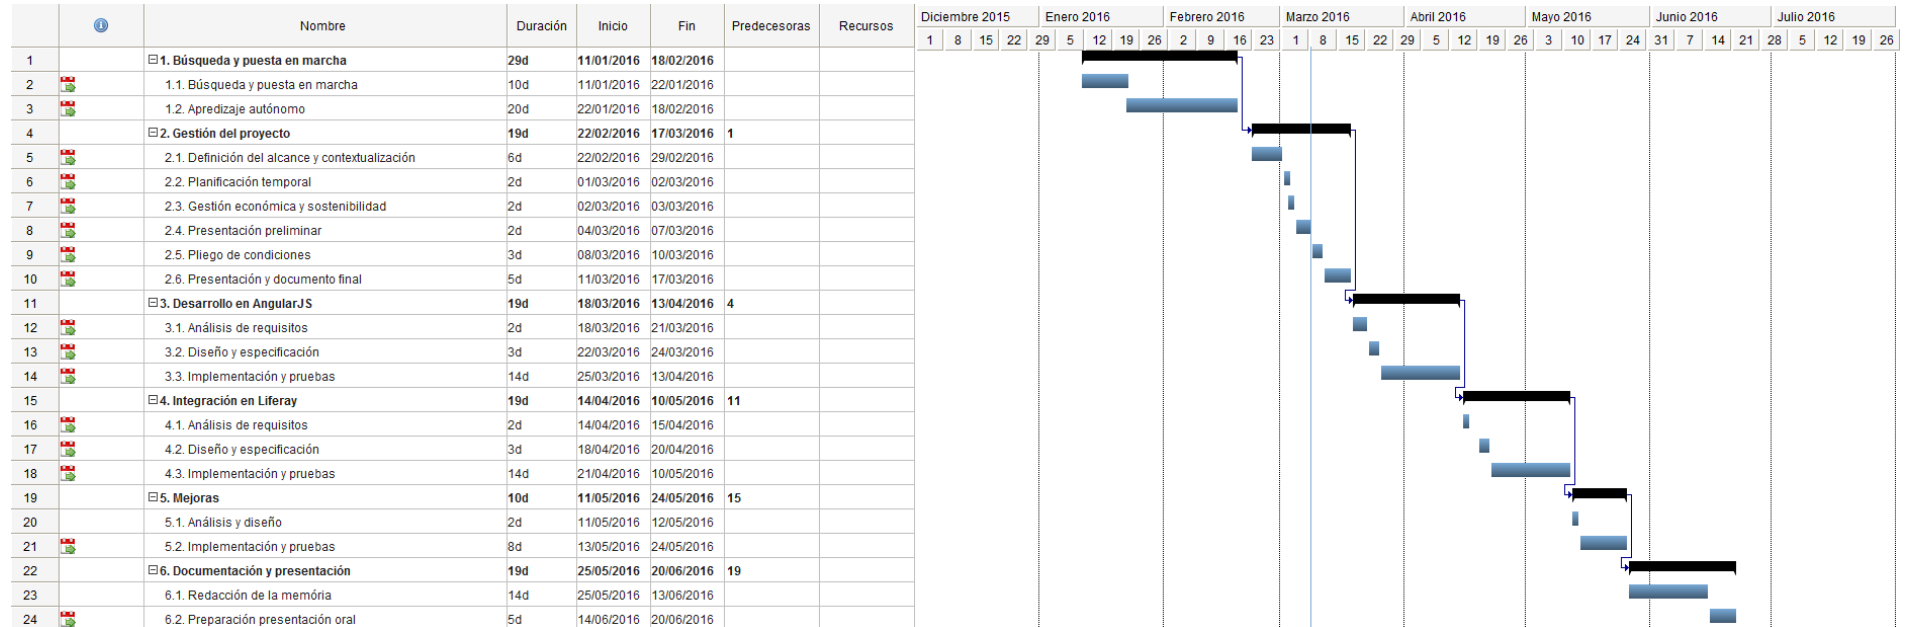 Nombre Duración Inicio Fin Predecesoras Recursos
Diciembre 2015 Enero 2016 Febrero 2016 Marzo 2016 Abril 2016 Mayo 2016 Junio 2016 Julio 2016
1 8 15 22 29 5 12 19 26 2 9 16 23 1 8 15 22 29 5 12 19 26 3 10 17 24 31 7 14 21 28 5 12 19 26
1 1. Búsqueda y puesta en marcha 29d 11/01/2016 18/02/2016
2 1.1. Búsqueda y puesta en marcha 10d 11/01/2016 22/01/2016
3 1.2. Apredizaje autónomo 20d 22/01/2016 18/02/2016
4 2. Gestión del proyecto 19d 22/02/2016 17/03/2016 1
5 2.1. Definición del alcance y contextualización 6d 22/02/2016 29/02/2016
6 2.2. Planificación temporal 2d 01/03/2016 02/03/2016
7 2.3. Gestión económica y sostenibilidad 2d 02/03/2016 03/03/2016
8 2.4. Presentación preliminar 2d 04/03/2016 07/03/2016
9 2.5. Pliego de condiciones 3d 08/03/2016 10/03/2016
10 2.6. Presentación y documento final 5d 11/03/2016 17/03/2016
11 3. Desarrollo en AngularJS 19d 18/03/2016 13/04/2016 4
12 3.1. Análisis de requisitos 2d 18/03/2016 21/03/2016
13 3.2. Diseño y especificación 3d 22/03/2016 24/03/2016
14 3.3. Implementación y pruebas 14d 25/03/2016 13/04/2016
15 4. Integración en Liferay 19d 14/04/2016 10/05/2016 11
16 4.1. Análisis de requisitos 2d 14/04/2016 15/04/2016
17 4.2. Diseño y especificación 3d 18/04/2016 20/04/2016
18 4.3. Implementación y pruebas 14d 21/04/2016 10/05/2016
19 5. Mejoras 10d 11/05/2016 24/05/2016 15
20 5.1. Análisis y diseño 2d 11/05/2016 12/05/2016
21 5.2. Implementación y pruebas 8d 13/05/2016 24/05/2016
22 6. Documentación y presentación 19d 25/05/2016 20/06/2016 19
23 6.1. Redacción de la memória 14d 25/05/2016 13/06/2016
24 6.2. Preparación presentación oral 5d 14/06/2016 20/06/2016